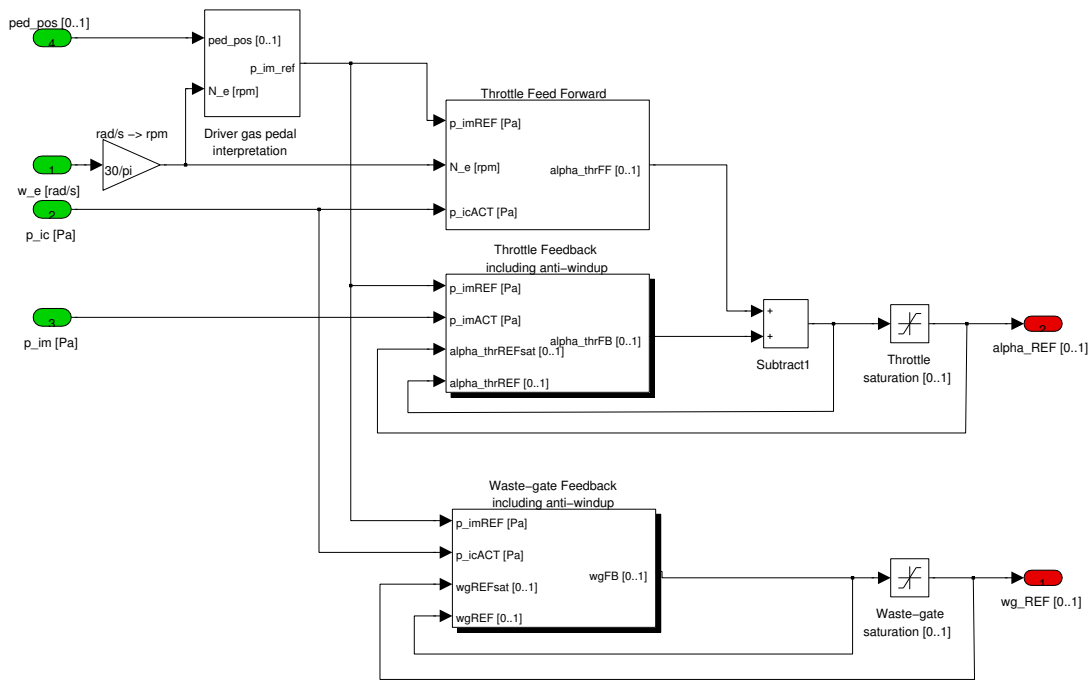 ped_pos [0..1]
4
ped_pos [0..1]
p_im_ref
N_e [rpm]
Driver gas pedal
interpretation
rad/s −> rpm
30/pi
1
w_e [rad/s]
2
p_ic [Pa]
3
p_im [Pa]
Throttle Feed Forward
p_imREF [Pa]
N_e [rpm]
alpha_thrFF [0..1]
p_icACT [Pa]
Throttle Feedback
including anti−windup
p_imREF [Pa]
p_imACT [Pa]
alpha_thrFB [0..1]
alpha_thrREFsat [0..1]
alpha_thrREF [0..1]
+
+
Subtract1
Throttle
saturation [0..1]
2
alpha_REF [0..1]
Waste−gate Feedback
including anti−windup
p_imREF [Pa]
p_icACT [Pa]
wgFB [0..1]
wgREFsat [0..1]
wgREF [0..1]
Waste−gate
saturation [0..1]
1
wg_REF [0..1]